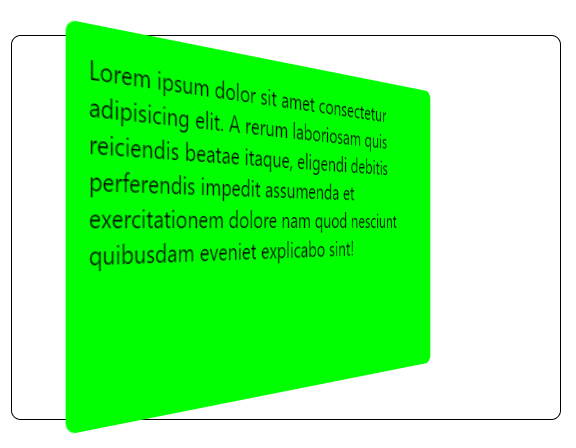 Lorem ipsum dolor sit amet consectetur
adipisicing elit. A rerum laboriosam quis
reiciendis beatae itaque, eligendi debitis
perferendis impedit assumenda et
exercitationem dolore nam quod nesciunt
quibusdam eveniet explicabo sint!